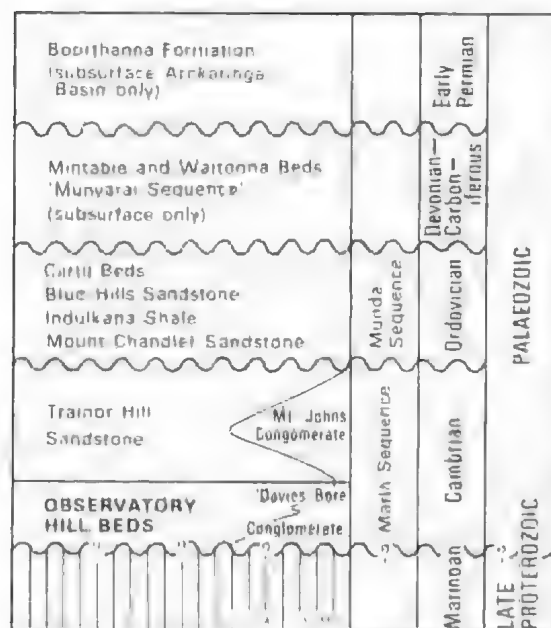 Boorthanna Formation
(subsurface Arckaringa
Basin only)
Early
Permian
Mintabie and Waitoona Beds
'Munyarai Sequence'
(subsurface only)
Devonian–
Carbon–
iferous
Cartu Beds
Blue Hills Sandstone
Indulkana Shale
Mount Chandler Sandstone
Munda
Sequence
Ordovician
PALAEOZOIC
Trainor Hill
Sandstone
Mt Johns
Conglomerate
Marla Sequence
Cambrian
OBSERVATORY
HILL BEDS
'Davies Bore
Conglomerate
Marinoan
LATE
PROTEROZOIC